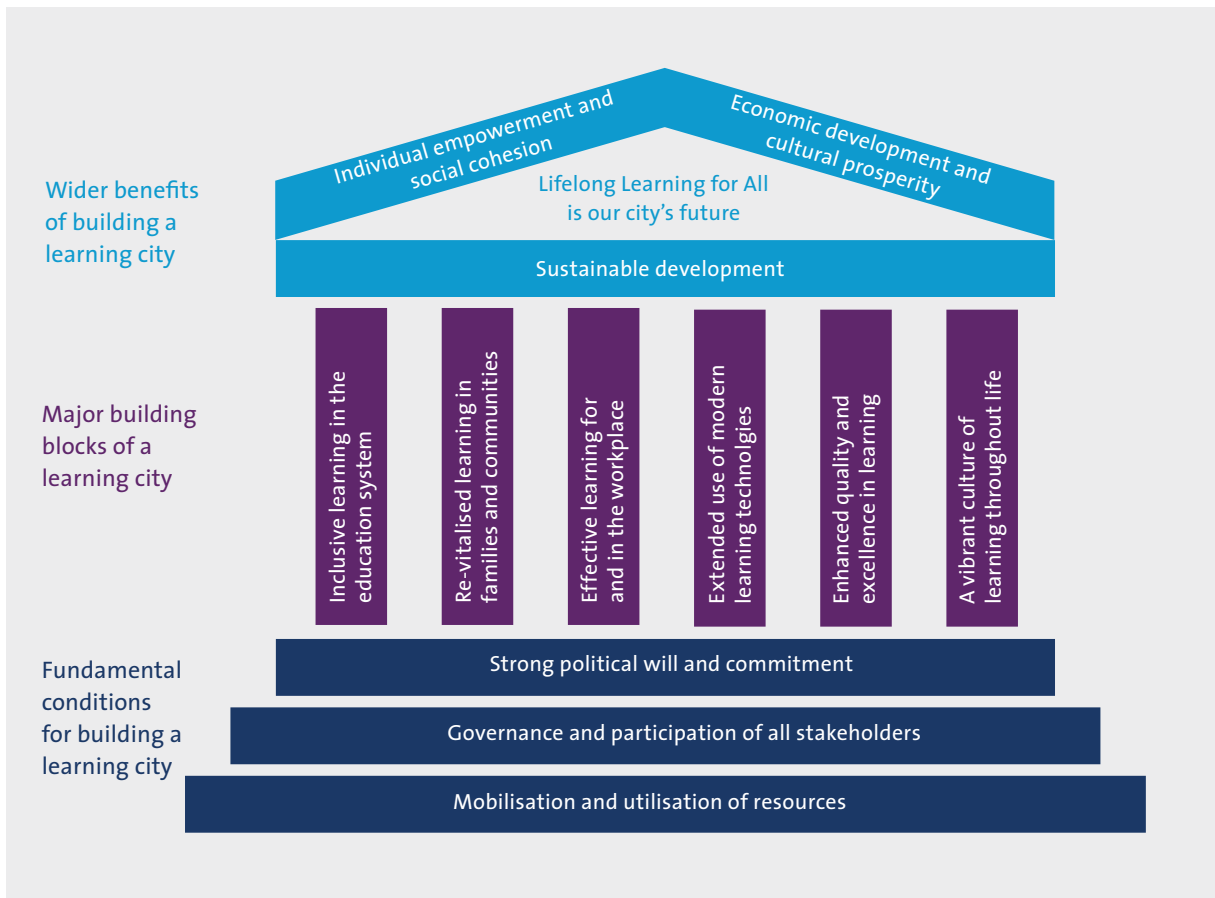 Individual empowerment and
social cohesion
Economic development and
cultural prosperity
Wider benefits
of building a
learning city
Lifelong Learning for All
is our city's future
Sustainable development
Major building
blocks of a
learning city
Inclusive learning in the
education system
Re-vitalised learning in
families and communities
Effective learning for
and in the workplace
Extended use of modern
learning technolgies
Enhanced quality and
excellence in learning
A vibrant culture of
learning throughout life
Fundamental
conditions
for building a
learning city
Strong political will and commitment
Governance and participation of all stakeholders
Mobilisation and utilisation of resources